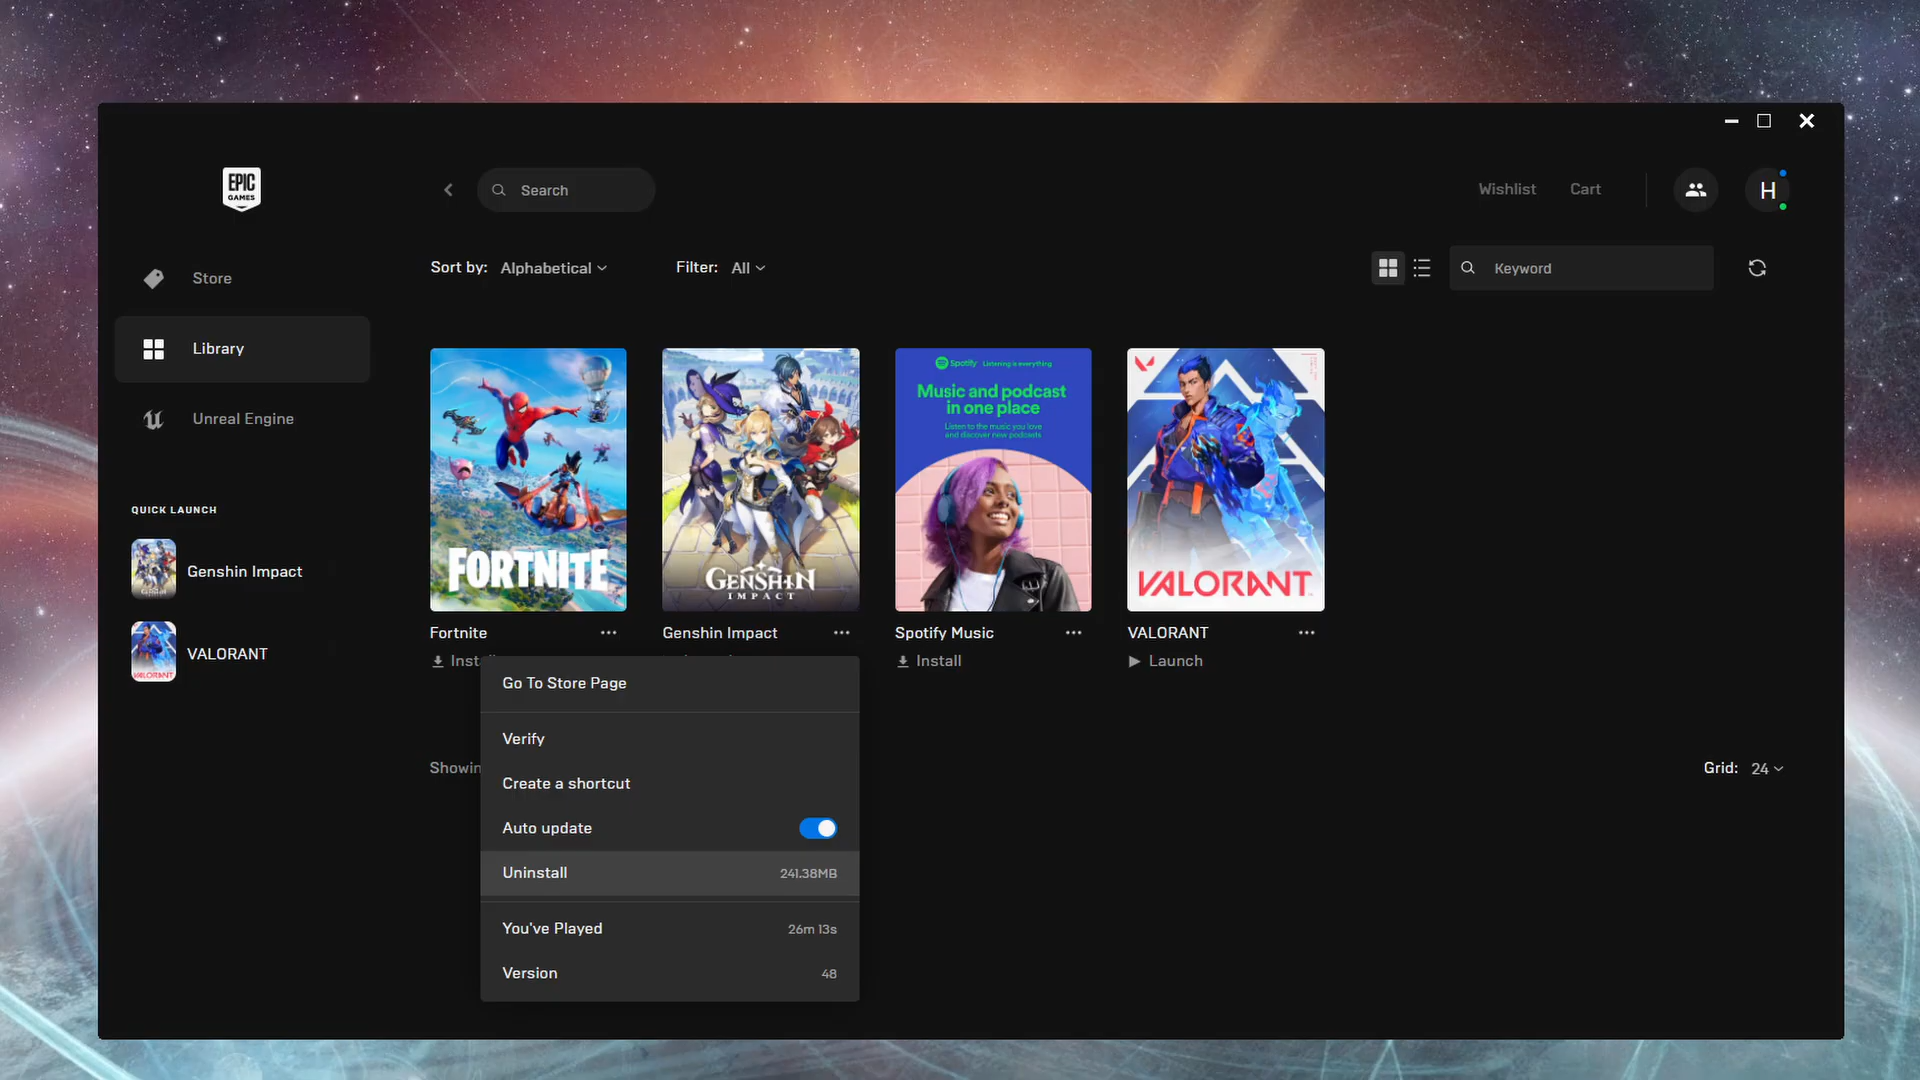 EPIC
GAMES
Search
Wishlist
Cart
H
Store
Library
Unreal Engine
QUICK LAUNCH
Genshin Impact
VALORANT
Sort by: Alphabetical
Filter: All
Keyword
FORTNITE
GENSHIN
IMPACT
Spotify Listening is everything
Music and podcast
in one place
Listen to the music you love
and discover new podcasts
VALORANT
Fortnite
Genshin Impact
Spotify Music
VALORANT
Inst
Install
Launch
Go To Store Page
Verify
Create a shortcut
Auto update
Uninstall 241.38MB
You've Played 26m 13s
Version 48
Showin
Grid: 24